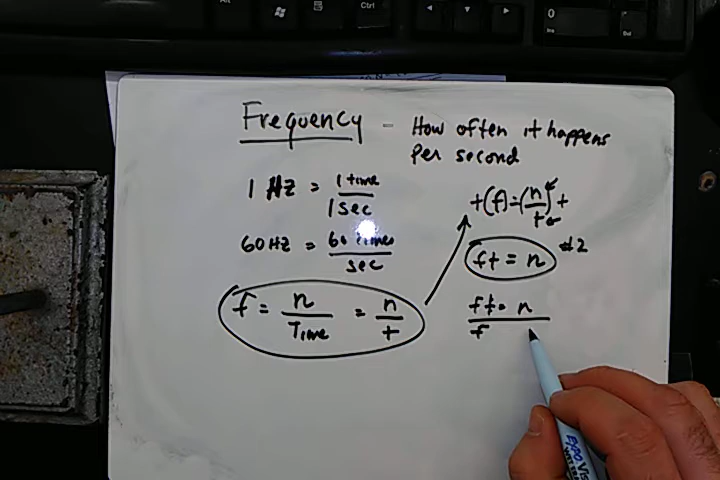 Alt
Ctrl
0
Ins
Del
Frequency - How often it happens
Per second
1 Hz = 1 time / 1 sec
60 Hz = 60 times / sec
f = n / Time = n / t
t(f) = (n / t) t
ft = n #2
ft = n
f
EXPO